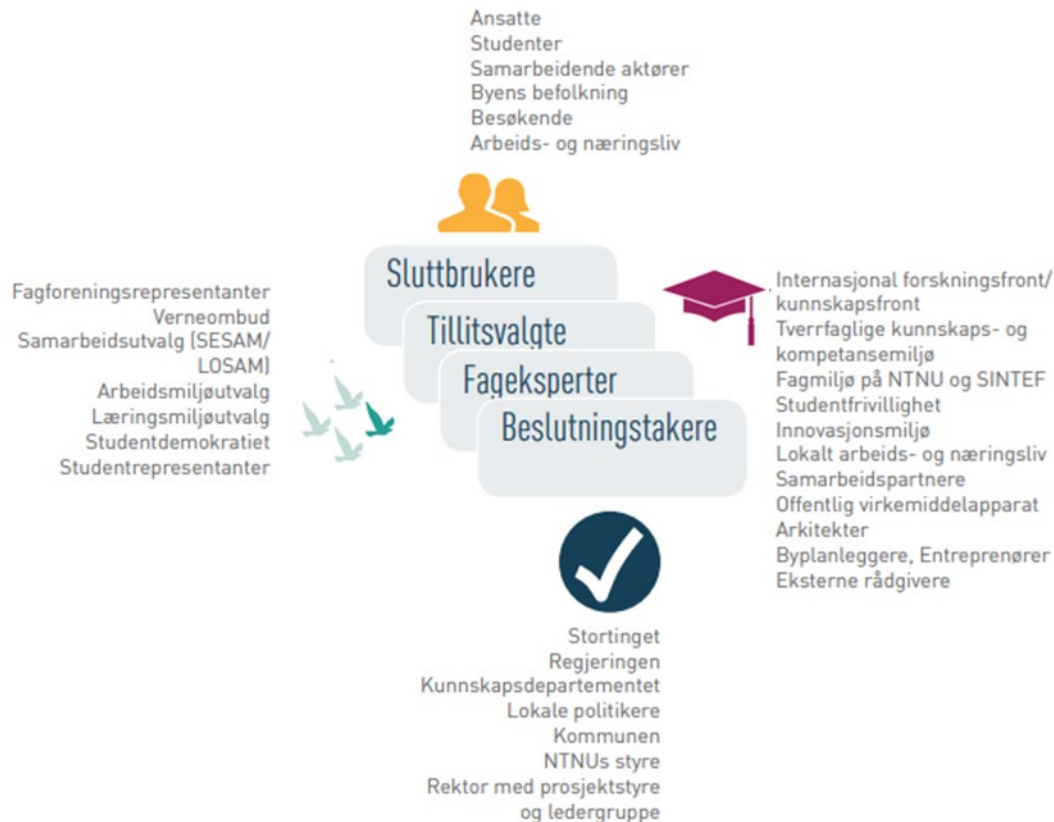 Ansatte
Studenter
Samarbeidende aktører
Byens befolkning
Besøkende
Arbeids- og næringsliv
Sluttbrukere
Tillitsvalgte
Fageksperter
Beslutningstakere
Fagforeningsrepresentanter
Verneombud
Samarbeidsutvalg (SESAM/
LOSAM)
Arbeidsmiljøutvalg
Læringsmiljøutvalg
Studentdemokratiet
Studentrepresentanter
Internasjonal forskningsfront/
kunnskapsfront
Tverrfaglige kunnskaps- og
kompetansemiljø
Fagmiljø på NTNU og SINTEF
Studentfrivillighet
Innovasjonsmiljø
Lokalt arbeids- og næringsliv
Samarbeidspartnere
Offentlig virkemiddelapparat
Arkitekter
Byplanleggere, Entreprenører
Eksterne rådgivere
Stortinget
Regjeringen
Kunnskapsdepartementet
Lokale politikere
Kommunen
NTNUs styre
Rektor med prosjektstyre
og ledergruppe